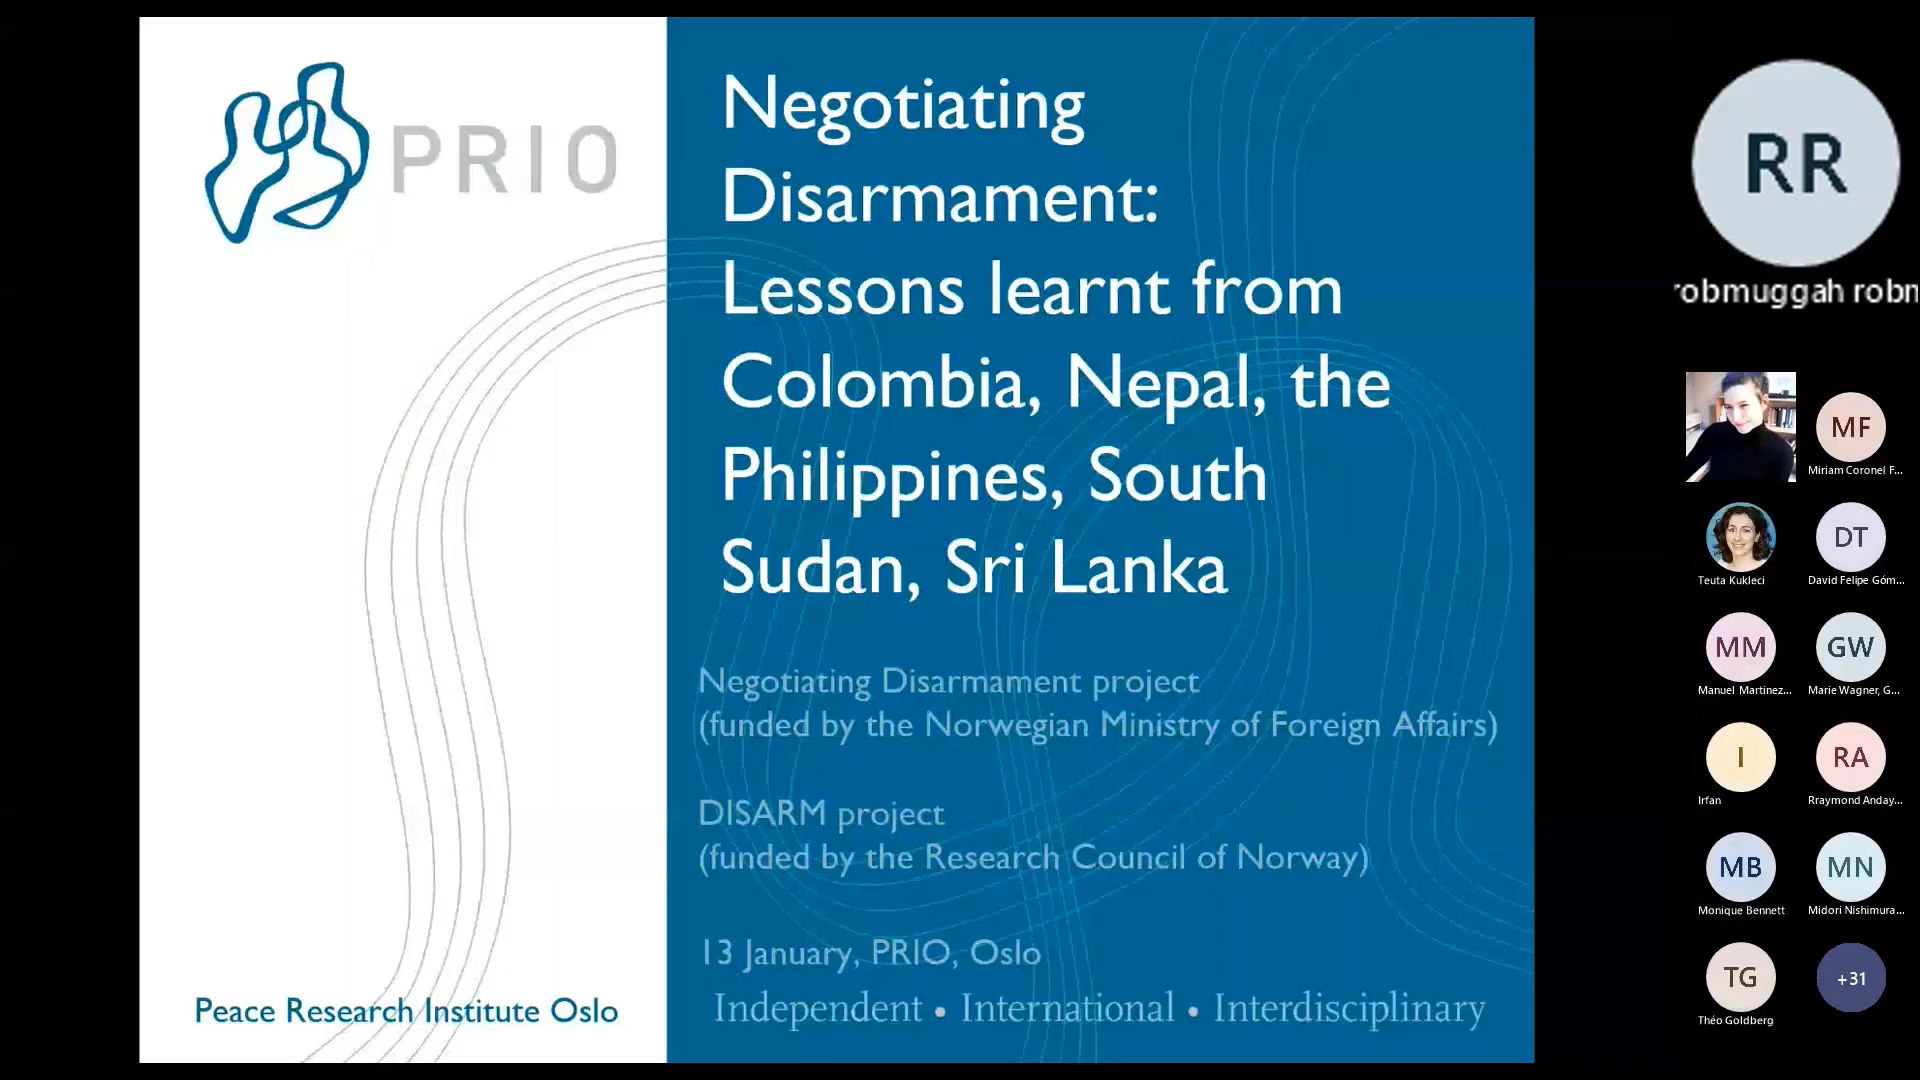 PRIO
Negotiating
Disarmament:
Lessons learnt from
Colombia, Nepal, the
Philippines, South
Sudan, Sri Lanka
Negotiating Disarmament project
(funded by the Norwegian Ministry of Foreign Affairs)
DISARM project
(funded by the Research Council of Norway)
13 January, PRIO, Oslo
Peace Research Institute Oslo
Independent • International • Interdisciplinary
RR
robmuggah robn
MF
Miriam Coronel F...
Teuta Kukleci
DT
David Felipe Góm...
MM
Manuel Martinez...
GW
Marie Wagner, G...
I
Irfan
RA
Rraymond Anday...
MB
Monique Bennett
MN
Midori Nishimura...
TG
Théo Goldberg
+31